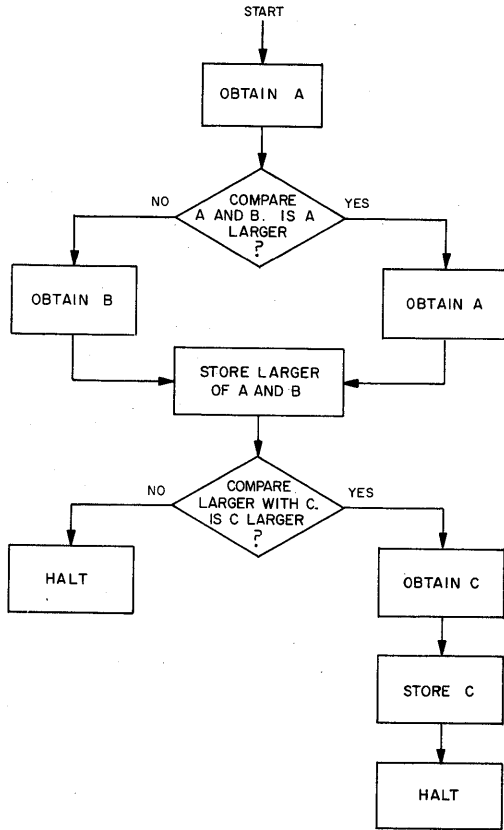 START
OBTAIN A
COMPARE
A AND B. IS A
LARGER
?
NO
YES
OBTAIN B
OBTAIN A
STORE LARGER
OF A AND B
COMPARE
LARGER WITH C.
IS C LARGER
?
NO
YES
HALT
OBTAIN C
STORE C
HALT